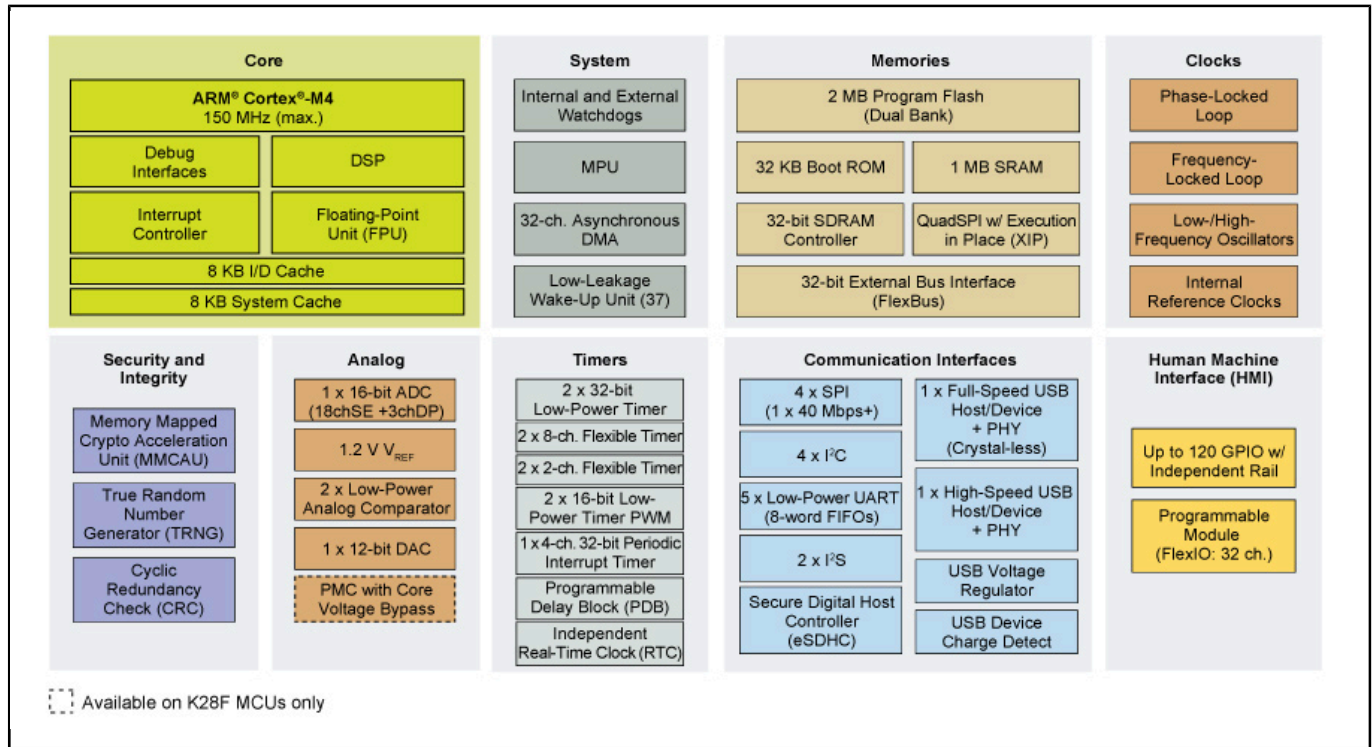 Core
ARM® Cortex®-M4
150 MHz (max.)
Debug
Interfaces
DSP
Interrupt
Controller
Floating-Point
Unit (FPU)
8 KB I/D Cache
8 KB System Cache
System
Internal and External
Watchdogs
MPU
32-ch. Asynchronous
DMA
Low-Leakage
Wake-Up Unit (37)
Memories
2 MB Program Flash
(Dual Bank)
32 KB Boot ROM
1 MB SRAM
32-bit SDRAM
Controller
QuadSPI w/ Execution
in Place (XIP)
32-bit External Bus Interface
(FlexBus)
Clocks
Phase-Locked
Loop
Frequency-
Locked Loop
Low-/High-
Frequency Oscillators
Internal
Reference Clocks
Security and
Integrity
Memory Mapped
Crypto Acceleration
Unit (MMCAU)
True Random
Number
Generator (TRNG)
Cyclic
Redundancy
Check (CRC)
Analog
1 x 16-bit ADC
(18chSE +3chDP)
1.2 V VREF
2 x Low-Power
Analog Comparator
1 x 12-bit DAC
PMC with Core
Voltage Bypass
Timers
2 x 32-bit
Low-Power Timer
2 x 8-ch. Flexible Timer
2 x 2-ch. Flexible Timer
2 x 16-bit Low-
Power Timer PWM
1 x 4-ch. 32-bit Periodic
Interrupt Timer
Programmable
Delay Block (PDB)
Independent
Real-Time Clock (RTC)
Communication Interfaces
4 x SPI
(1 x 40 Mbps+)
4 x I²C
5 x Low-Power UART
(8-word FIFOs)
2 x I²S
Secure Digital Host
Controller
(eSDHC)
1 x Full-Speed USB
Host/Device
+ PHY
(Crystal-less)
1 x High-Speed USB
Host/Device
+ PHY
USB Voltage
Regulator
USB Device
Charge Detect
Human Machine
Interface (HMI)
Up to 120 GPIO w/
Independent Rail
Programmable
Module
(FlexIO: 32 ch.)
Available on K28F MCUs only